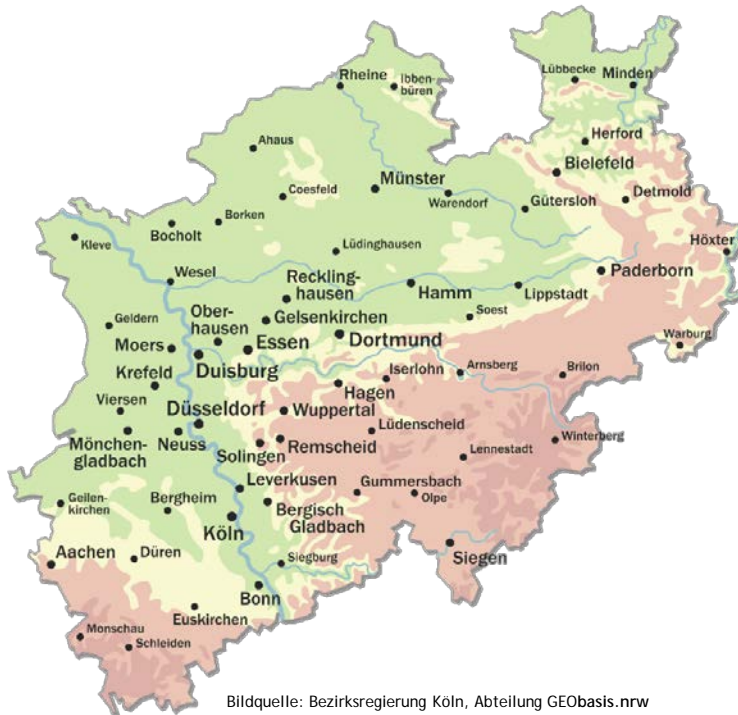 Rheine
Ibben-
büren
Lübbecke
Minden
Ahaus
Herford
Bielefeld
Coesfeld
Münster
Warendorf
Gütersloh
Detmold
Kleve
Bocholt
Borken
Lüdinghausen
Höxter
Wesel
Reckling-
hausen
Hamm
Lippstadt
Paderborn
Geldern
Ober-
hausen
Gelsenkirchen
Soest
Moers
Essen
Dortmund
Warburg
Duisburg
Krefeld
Hagen
Iserlohn
Arnsberg
Brilon
Viersen
Düsseldorf
Wuppertal
Mönchen-
gladbach
Neuss
Solingen
Remscheid
Lüdenscheid
Winterberg
Lennestadt
Geilen-
kirchen
Bergheim
Leverkusen
Gummersbach
Olpe
Köln
Bergisch
Gladbach
Aachen
Düren
Siegburg
Siegen
Bonn
Euskirchen
Monschau
Schleiden
Bildquelle: Bezirksregierung Köln, Abteilung GEObasis.nrw